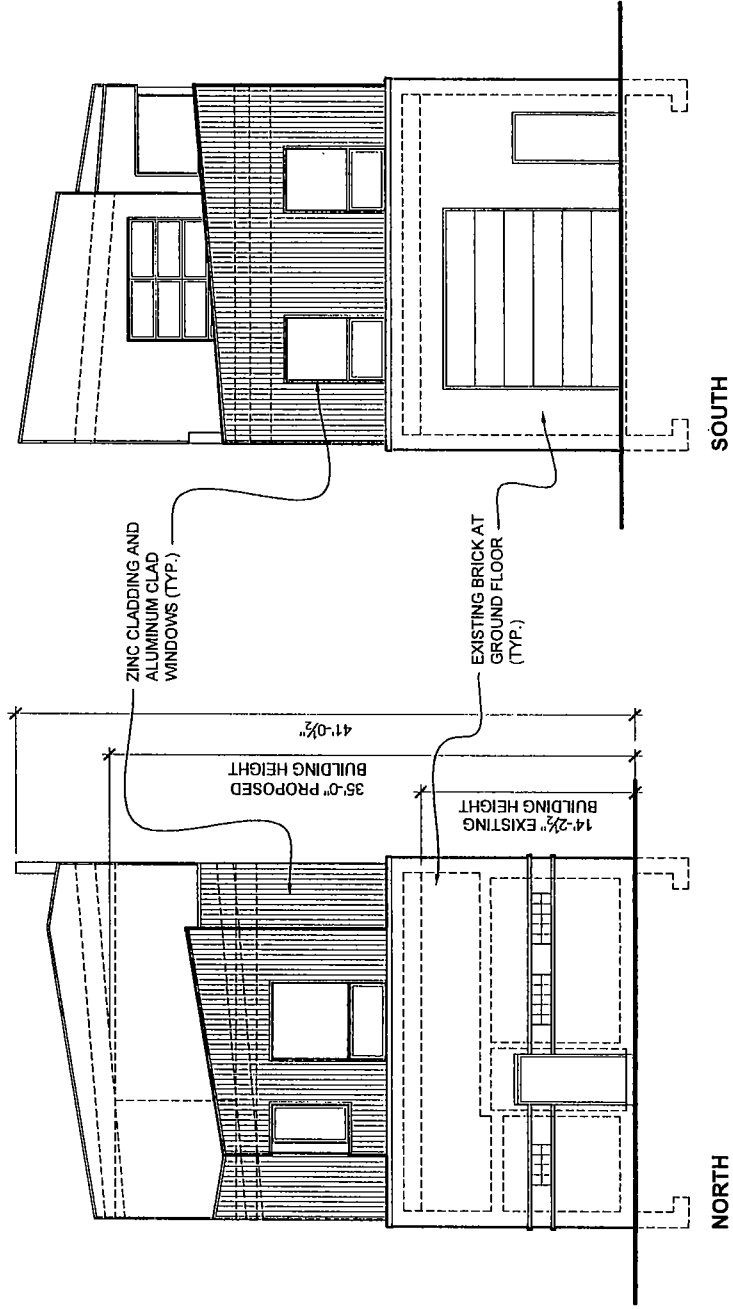 ZINC CLADDING AND
ALUMINUM CLAD
WINDOWS (TYP.)
EXISTING BRICK AT
GROUND FLOOR
(TYP.)
41'-0½"
35'-0" PROPOSED
BUILDING HEIGHT
14'-2½" EXISTING
BUILDING HEIGHT
NORTH
SOUTH